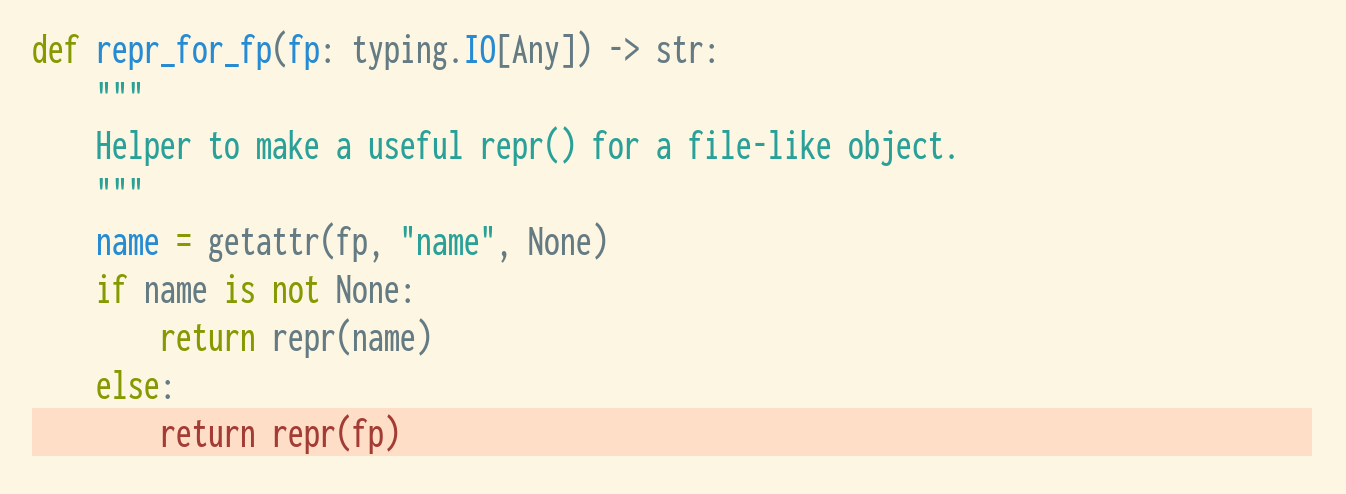 def repr_for_fp(fp: typing.IO[Any]) -> str:
    """
    Helper to make a useful repr() for a file-like object.
    """
    name = getattr(fp, "name", None)
    if name is not None:
        return repr(name)
    else:
        return repr(fp)